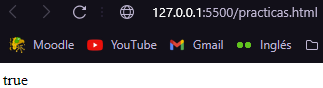 127.0.0.1:5500/practicas.html
Moodle YouTube Gmail Inglés
true